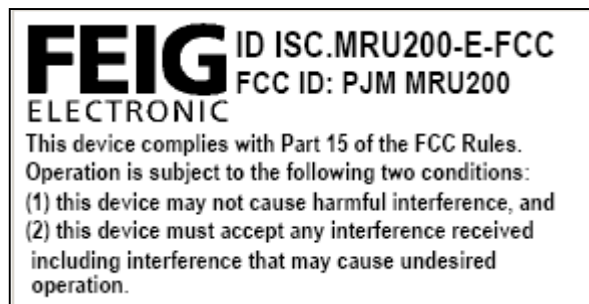 FEIG ID ISC.MRU200-E-FCC
FCC ID: PJM MRU200
ELECTRONIC
This device complies with Part 15 of the FCC Rules.
Operation is subject to the following two conditions:
(1) this device may not cause harmful interference, and
(2) this device must accept any interference received
including interference that may cause undesired
operation.